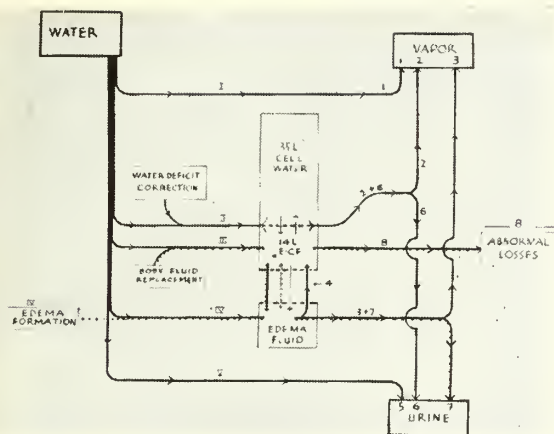 WATER
VAPOR
1 2 3
I
1
35L
CELL
WATER
2
WATER DEFICIT
CORRECTION
2 + 6
6
II
14L
ECF
III
8
8
ABNORMAL
LOSSES
BODY FLUID
REPLACEMENT
4
IV
EDEMA
FORMATION
IV
3+7
EDEMA
FLUID
V
5 6 7
URINE